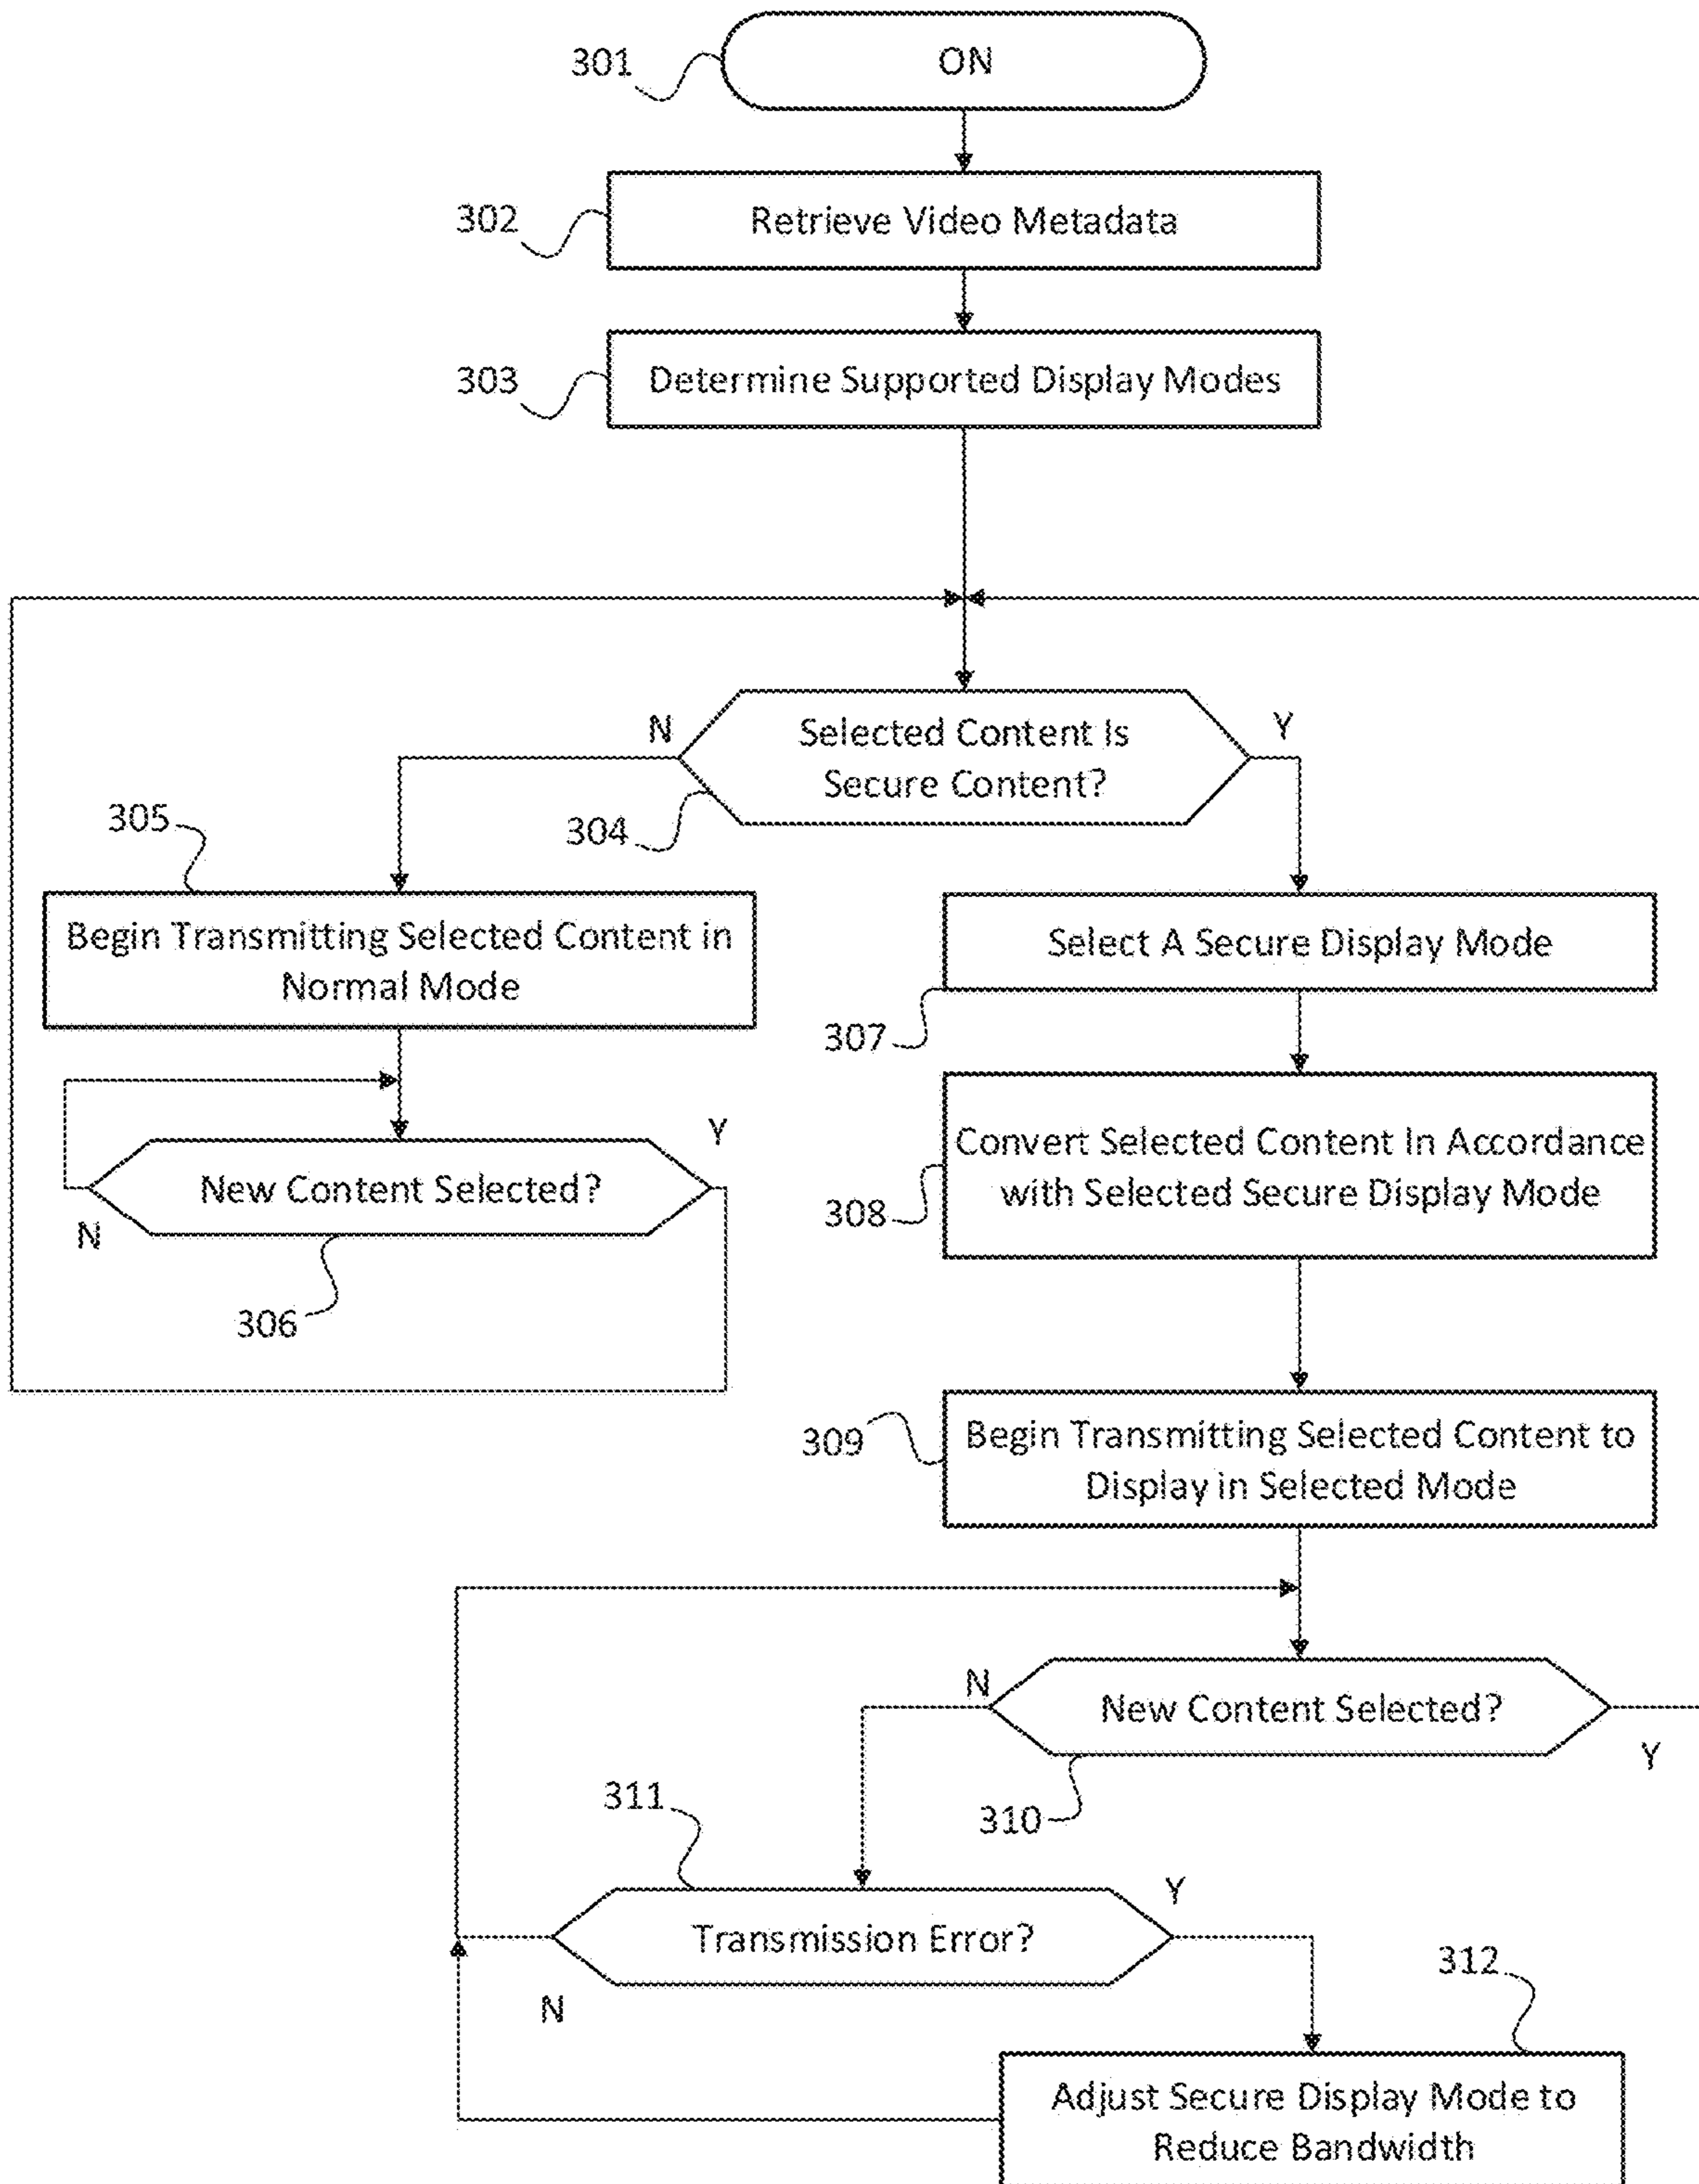 301
ON
302
Retrieve Video Metadata
303
Determine Supported Display Modes
N
Selected Content Is
Secure Content?
Y
304
305
Begin Transmitting Selected Content in
Normal Mode
Select A Secure Display Mode
307
Y
New Content Selected?
N
306
Convert Selected Content In Accordance
with Selected Secure Display Mode
308
309
Begin Transmitting Selected Content to
Display in Selected Mode
N
New Content Selected?
Y
310
311
Y
Transmission Error?
N
312
Adjust Secure Display Mode to
Reduce Bandwidth